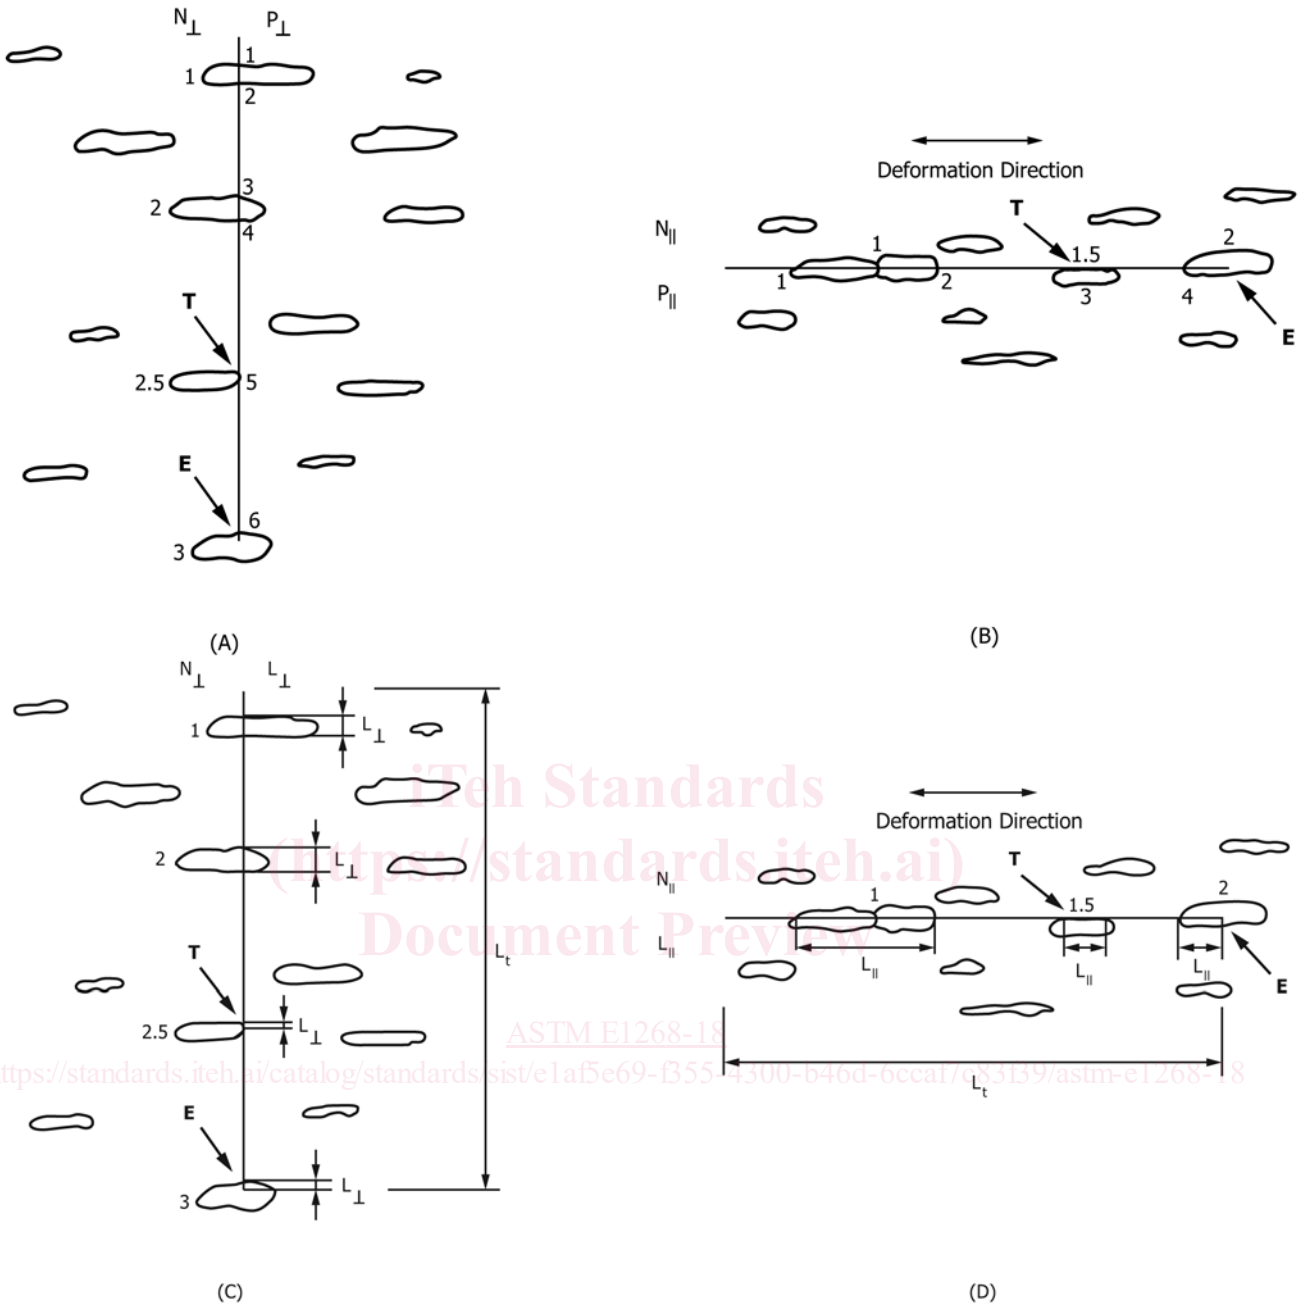 N⊥ P⊥
1
1
2
3
2
4
T
2.5 5
E
6
3
(A)
Deformation Direction
T
N||
1
1.5
2
P||
1
2
3
4
E
(B)
N⊥ L⊥
1
L⊥
2
L⊥
T
2.5
L⊥
Lt
E
3
L⊥
(C)
Deformation Direction
T
N||
1
1.5
2
L||
L||
L||
L||
E
Lt
(D)
iTeh Standards
(https://standards.iteh.ai)
Document Preview
ASTM E1268-18
ttps://standards.iteh.ai/catalog/standards/sist/e1af5e69-f355-4300-b46d-6ccaf7c83f39/astm-e1268-18